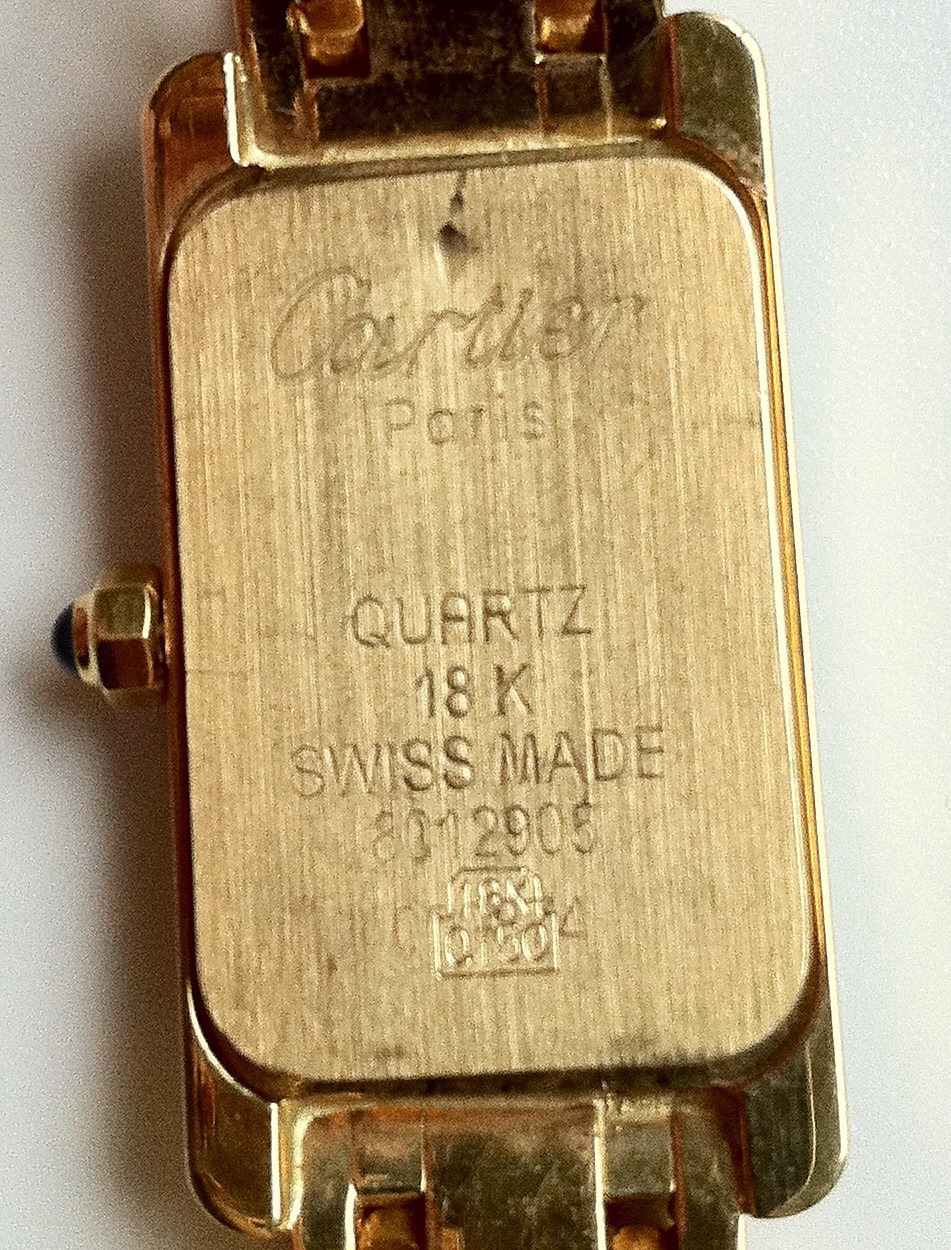 Cartier
Paris
QUARTZ
18 K
SWISS MADE
8012905
18K
0750